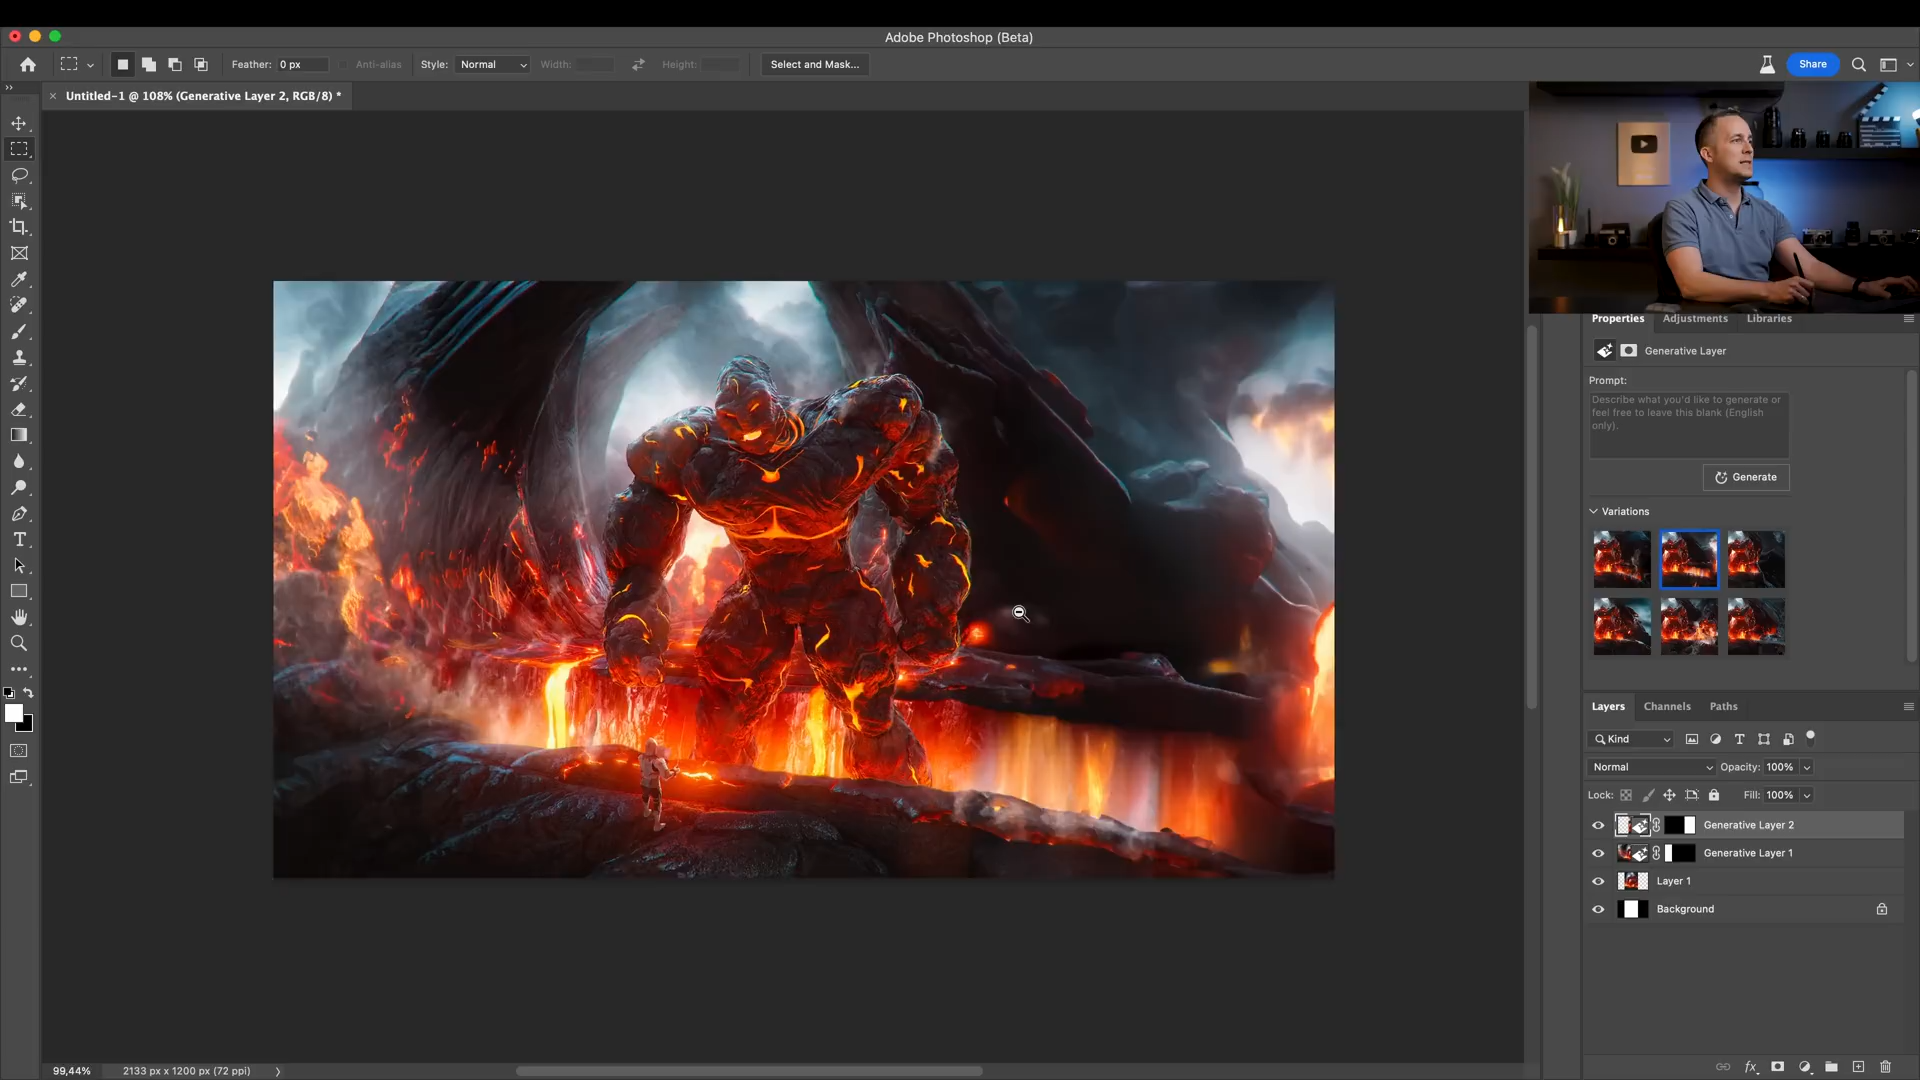 Adobe Photoshop (Beta)
Feather: 0 px Anti-alias Style: Normal Width: Height: Select and Mask... Share
× Untitled-1 @ 108% (Generative Layer 2, RGB/8) *
Properties Adjustments Libraries
Generative Layer
Prompt:
Describe what you'd like to generate or
feel free to leave this blank (English
only).
Generate
Variations
Layers Channels Paths
Kind
Normal Opacity: 100%
Lock: Fill: 100%
Generative Layer 2
Generative Layer 1
Layer 1
Background
99,44% 2133 px x 1200 px (72 ppi)